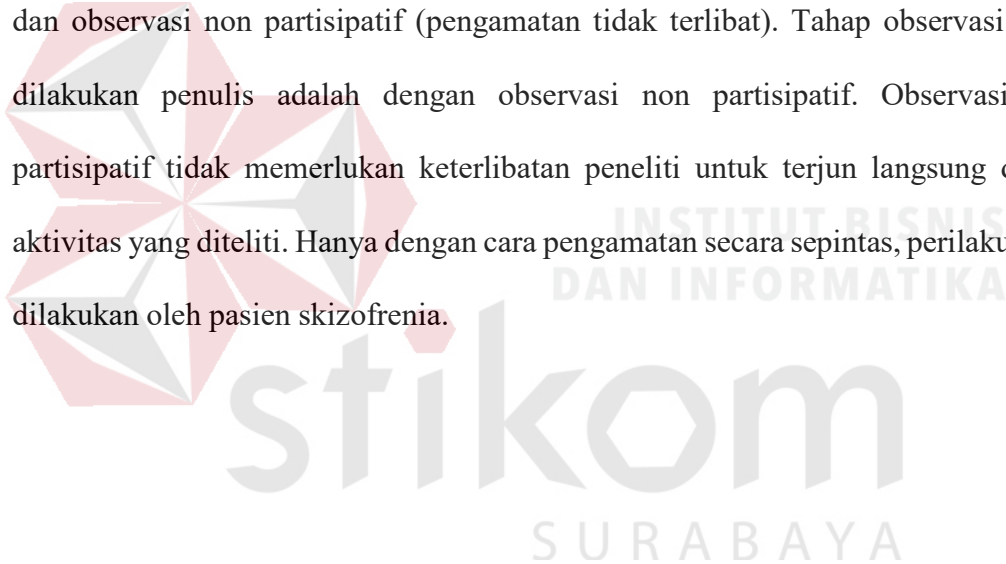 dan observasi non partisipatif (pengamatan tidak terlibat). Tahap observasi
dilakukan penulis adalah dengan observasi non partisipatif. Observasi
partisipatif tidak memerlukan keterlibatan peneliti untuk terjun langsung
aktivitas yang diteliti. Hanya dengan cara pengamatan secara sepintas, perilaku
dilakukan oleh pasien skizofrenia.
INSTITUT BISNIS
DAN INFORMATIKA
stikom
SURABAYA